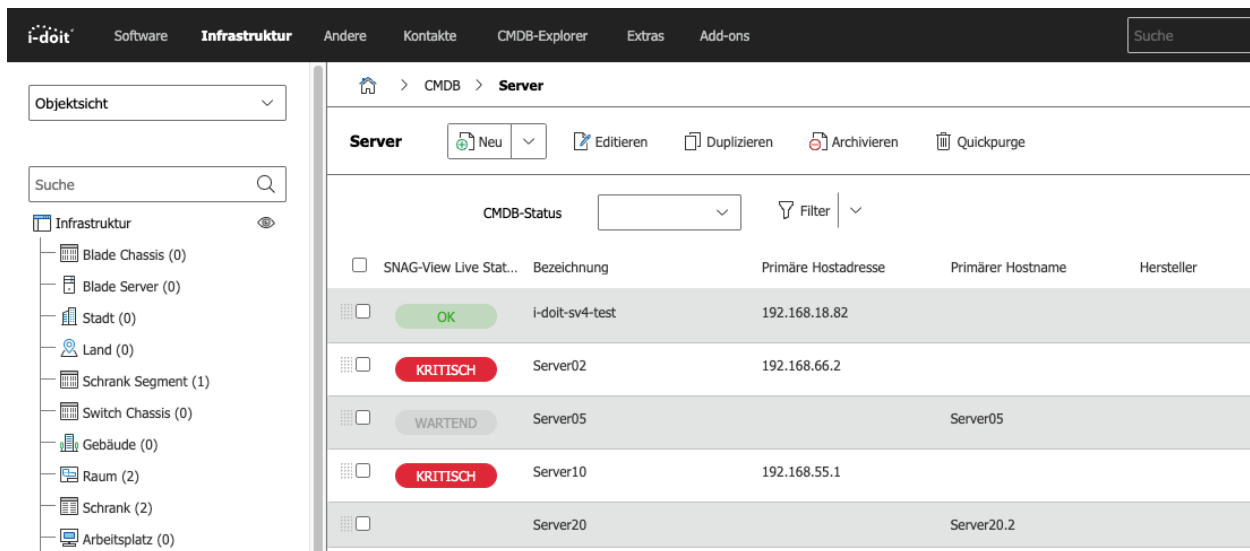 i-doit Software Infrastruktur Andere Kontakte CMDB-Explorer Extras Add-ons Suche
Objektsicht
> CMDB > Server
Server Neu Editieren Duplizieren Archivieren Quickpurge
Suche
CMDB-Status Filter
Infrastruktur
Blade Chassis (0)
Blade Server (0)
Stadt (0)
Land (0)
Schrank Segment (1)
Switch Chassis (0)
Gebäude (0)
Raum (2)
Schrank (2)
Arbeitsplatz (0)
SNAG-View Live Stat... Bezeichnung Primäre Hostadresse Primärer Hostname Hersteller
OK i-doit-sv4-test 192.168.18.82
KRITISCH Server02 192.168.66.2
WARTEND Server05 Server05
KRITISCH Server10 192.168.55.1
Server20 Server20.2